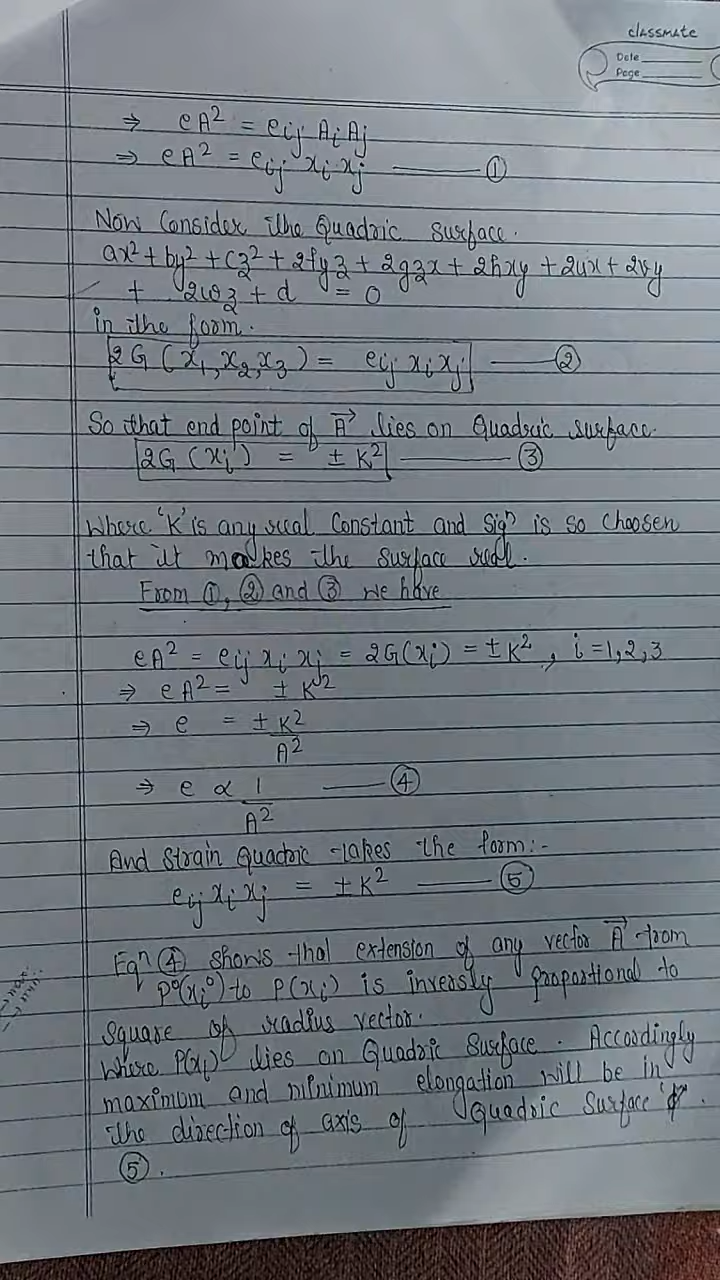 classmate
Date
Page
⇒ eA² = eij Ai Aj
⇒ eA² = eij xi xj ——— ①
Now Consider the Quadric Surface.
ax² + by² + cz² + 2fyz + 2gzx + 2hxy + 2ux + 2vy
+ 2wz + d = 0
in the form.
2G (x₁, x₂, x₃) = eij xi xj ——— ②
So that end point of A⃗ lies on Quadric surface.
2G (xi) = ± K² ——— ③
Where 'K' is any real Constant and Sigⁿ is so choosen
that it makes the surface real.
From ①, ② and ③ we have
eA² = eij xi xj = 2G(xi) = ± K² , i = 1, 2, 3
⇒ eA² = ± K²
⇒ e = ± K²/A²
⇒ e ∝ 1/A² ——— ④
And Strain Quadric takes the form:-
eij xi xj = ± K² ——— ⑤
Eqⁿ ④ shows that extension of any vector A⃗ from
P⁰(xi⁰) to P(xi) is inversly proportional to
square of radius vector.
Where P(xi) lies on Quadric Surface. Accordingly
maximum and minimum elongation will be in
the direction of axis of Quadric Surface
⑤.